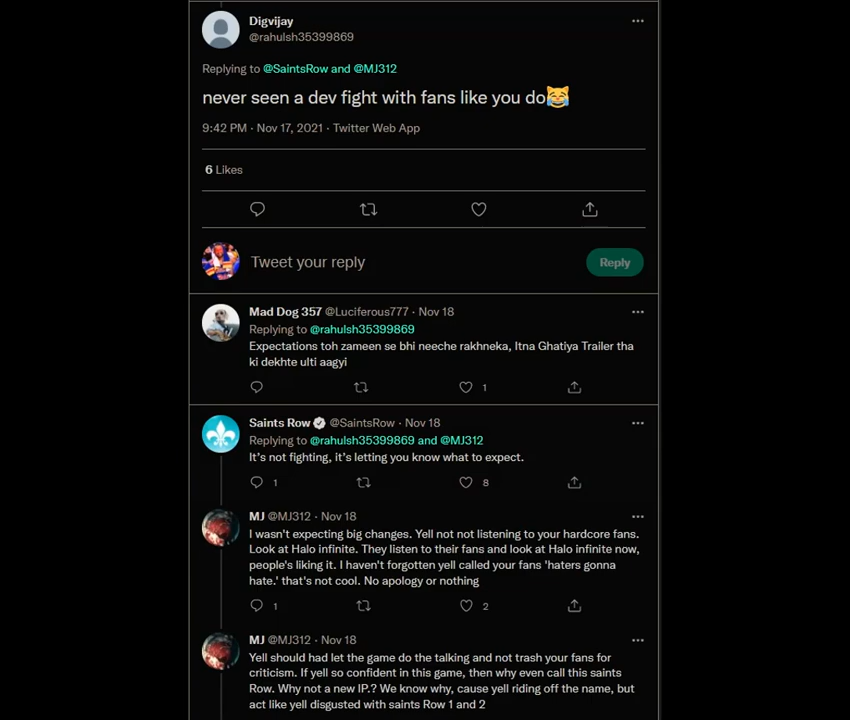 Digvijay
@rahulsh35399869
Replying to @SaintsRow and @MJ312
never seen a dev fight with fans like you do😹
9:42 PM · Nov 17, 2021 · Twitter Web App
6 Likes
Tweet your reply
Reply
Mad Dog 357 @Luciferous777 · Nov 18
Replying to @rahulsh35399869
Expectations toh zameen se bhi neeche rakhneka, Itna Ghatiya Trailer tha
ki dekhte ulti aagyi
1
Saints Row @SaintsRow · Nov 18
Replying to @rahulsh35399869 and @MJ312
It's not fighting, it's letting you know what to expect.
1 8
MJ @MJ312 · Nov 18
I wasn't expecting big changes. Yell not not listening to your hardcore fans.
Look at Halo infinite. They listen to their fans and look at Halo infinite now,
people's liking it. I haven't forgotten yell called your fans 'haters gonna
hate.' that's not cool. No apology or nothing
1 2
MJ @MJ312 · Nov 18
Yell should had let the game do the talking and not trash your fans for
criticism. If yell so confident in this game, then why even call this saints
Row. Why not a new IP.? We know why, cause yell riding off the name, but
act like yell disgusted with saints Row 1 and 2